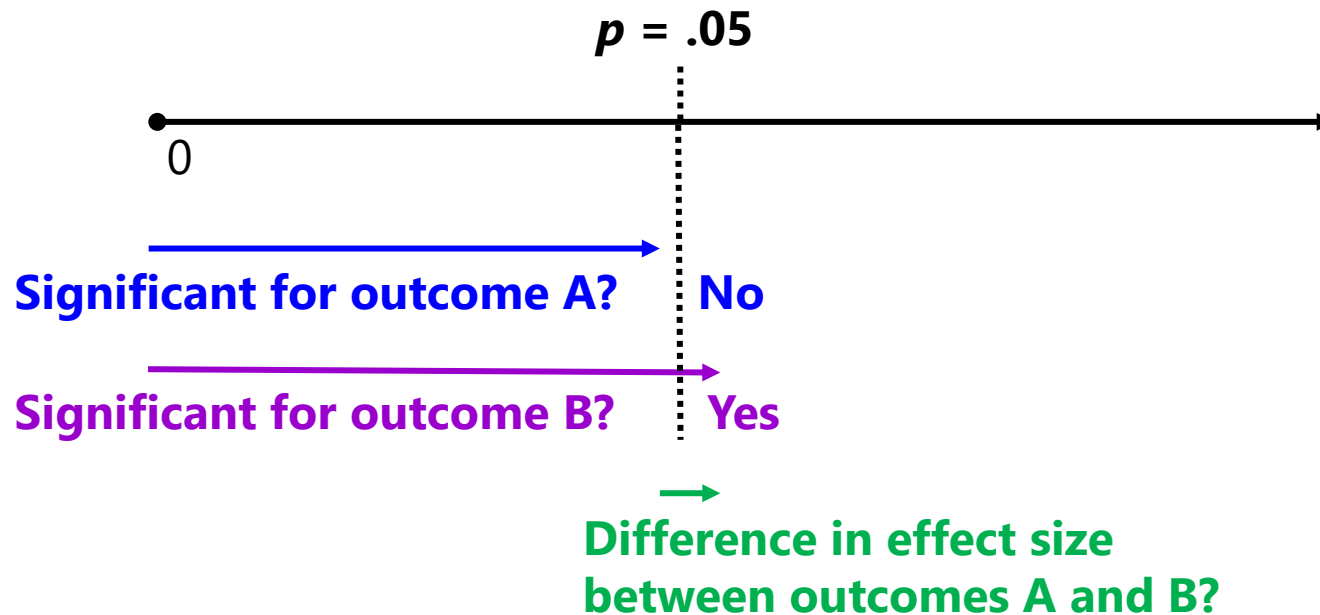 p = .05
0
Significant for outcome A? No
Significant for outcome B? Yes
Difference in effect size
between outcomes A and B?